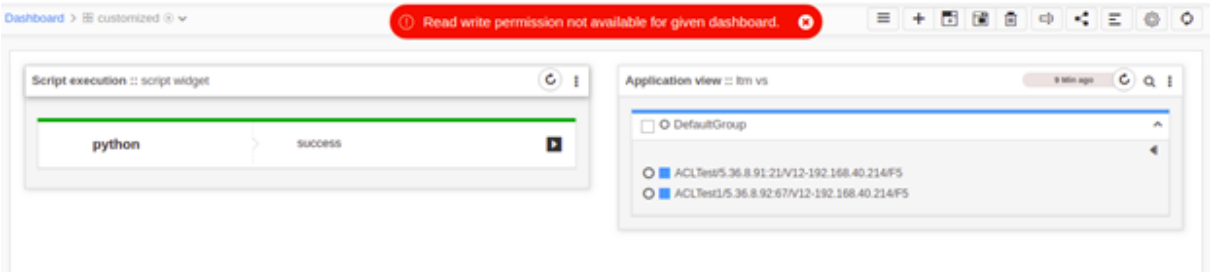 Dashboard > customized
Read write permission not available for given dashboard.
Script execution :: script widget
python
success
Application view :: ltm vs
9 Min ago
DefaultGroup
ACLTest/5.36.8.91:21/V12-192.168.40.214/F5
ACLTest1/5.36.8.92:67/V12-192.168.40.214/F5